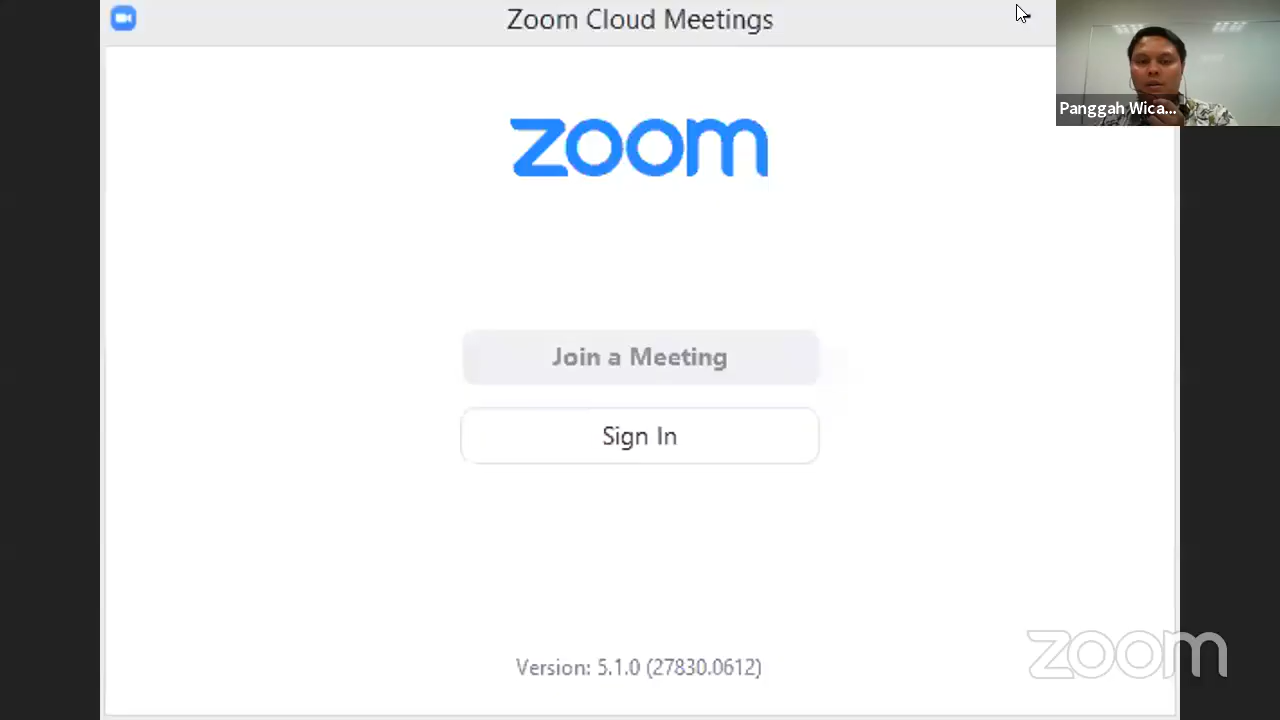 Zoom Cloud Meetings
Panggah Wica...
zoom
Join a Meeting
Sign In
Version: 5.1.0 (27830.0612)
zoom